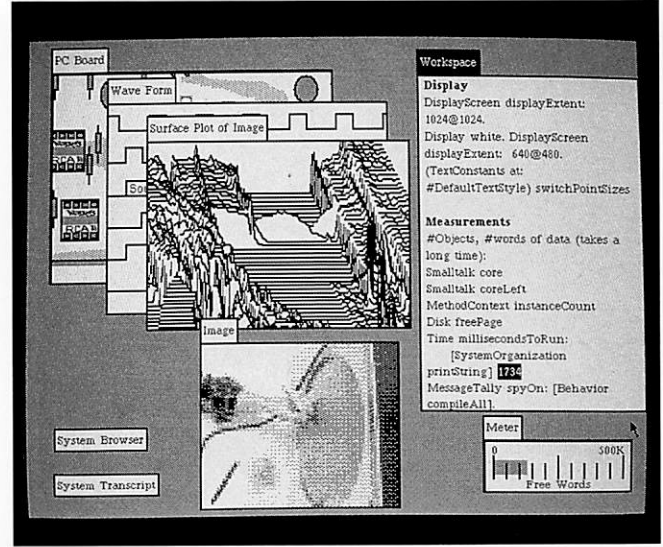 PC Board
Wave Form
Surface Plot of Image
Sou
RCA
RCA
Image
System Browser
System Transcript
Workspace
Display
DisplayScreen displayExtent:
1024@1024.
Display white. DisplayScreen
displayExtent: 640@480.
(TextConstants at:
#DefaultTextStyle) switchPointSizes
Measurements
#Objects, #words of data (takes a
long time):
Smalltalk core
Smalltalk coreLeft
MethodContext instanceCount
Disk freePage
Time millisecondsToRun:
[SystemOrganization
printString] 1734
MessageTally spyOn: [Behavior
compileAll].
Meter
0 500K
Free Words